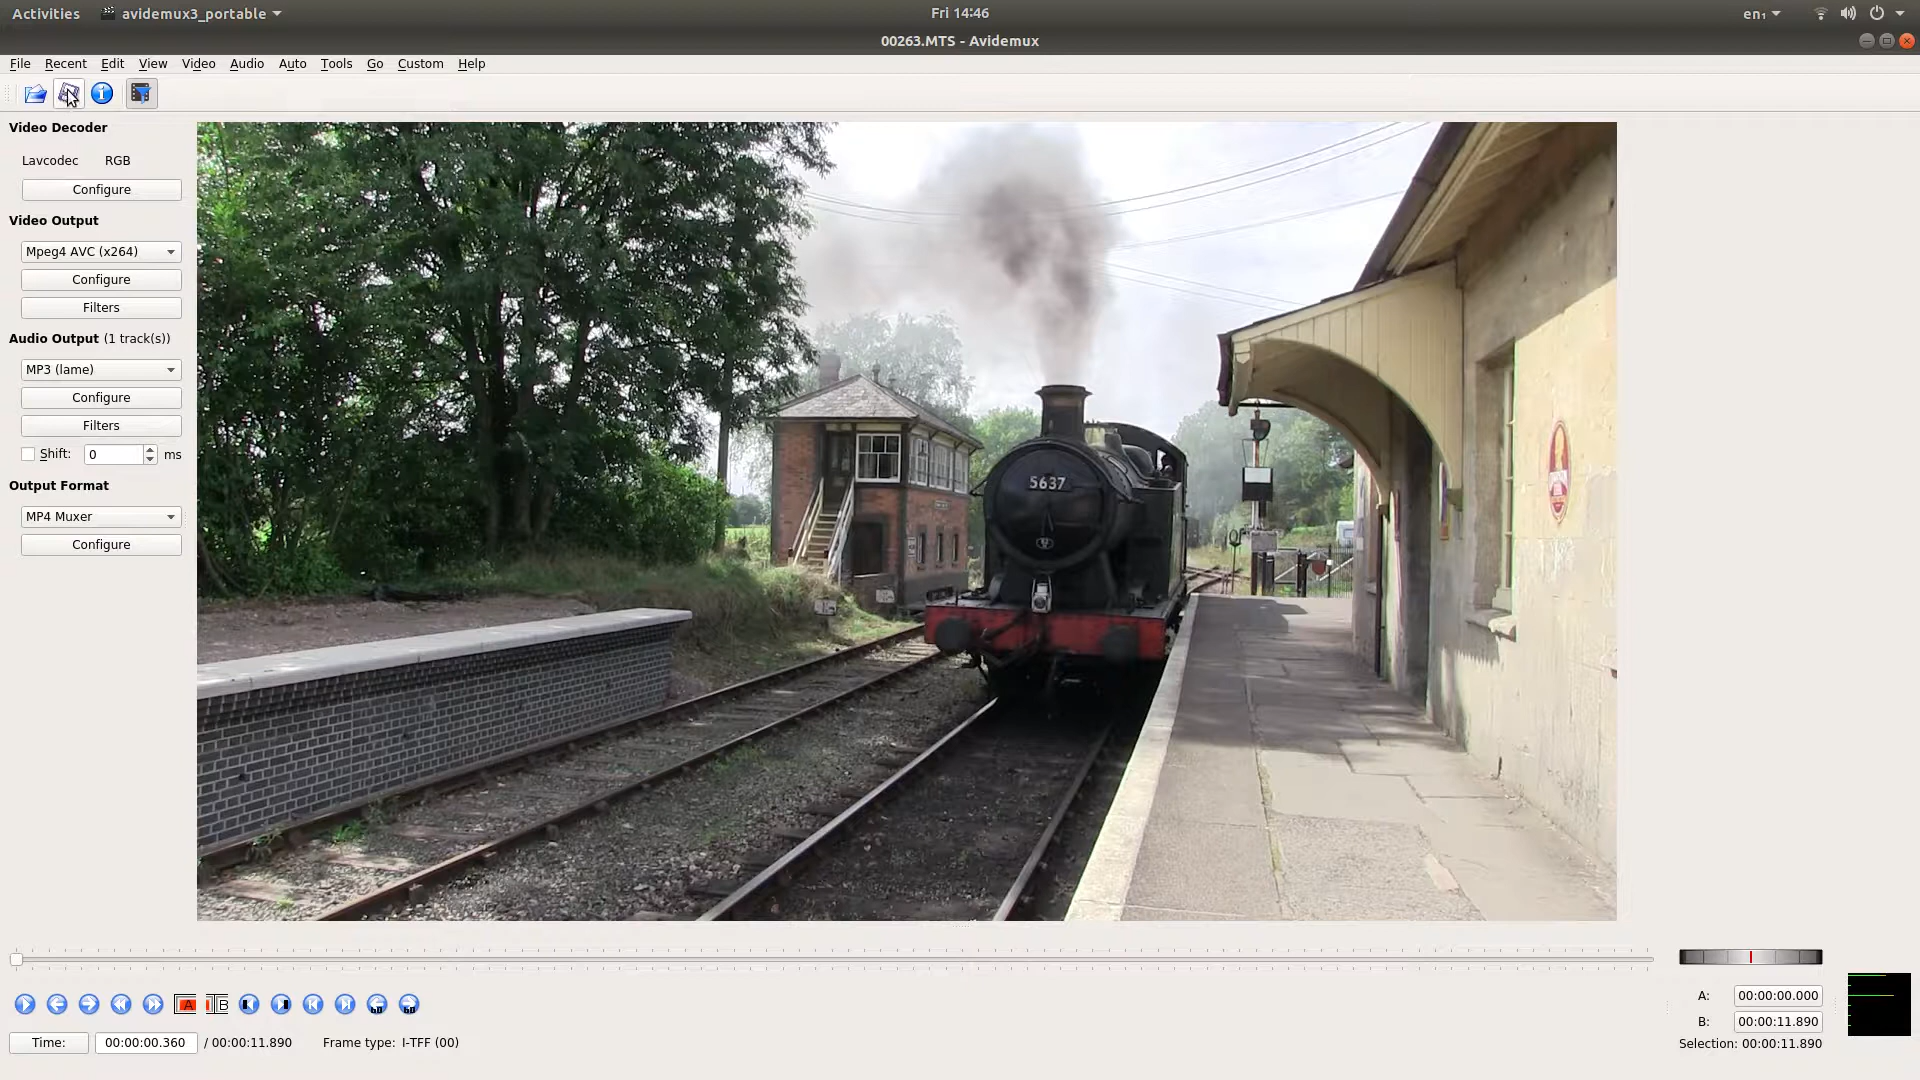 Activities avidemux3_portable Fri 14:46 en₁
00263.MTS - Avidemux
File Recent Edit View Video Audio Auto Tools Go Custom Help
Video Decoder
Lavcodec RGB
Configure
Video Output
Mpeg4 AVC (x264)
Configure
Filters
Audio Output (1 track(s))
MP3 (lame)
Configure
Filters
Shift: 0 ms
Output Format
MP4 Muxer
Configure
5637
A B 60 60
Time: 00:00:00.360 / 00:00:11.890 Frame type: I-TFF (00)
A: 00:00:00.000
B: 00:00:11.890
Selection: 00:00:11.890